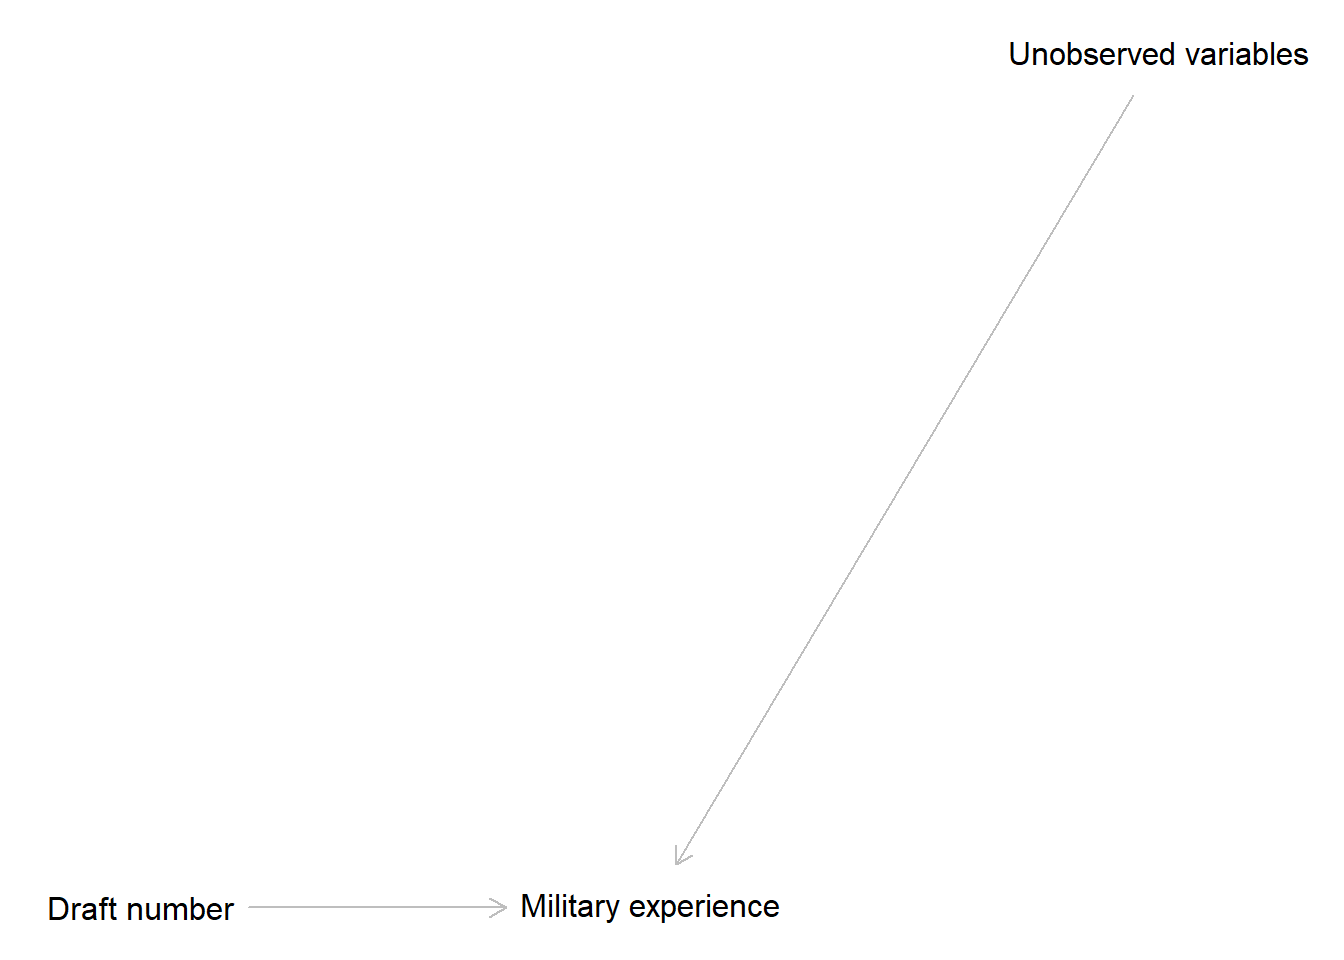 Unobserved variables
Draft number
Military experience